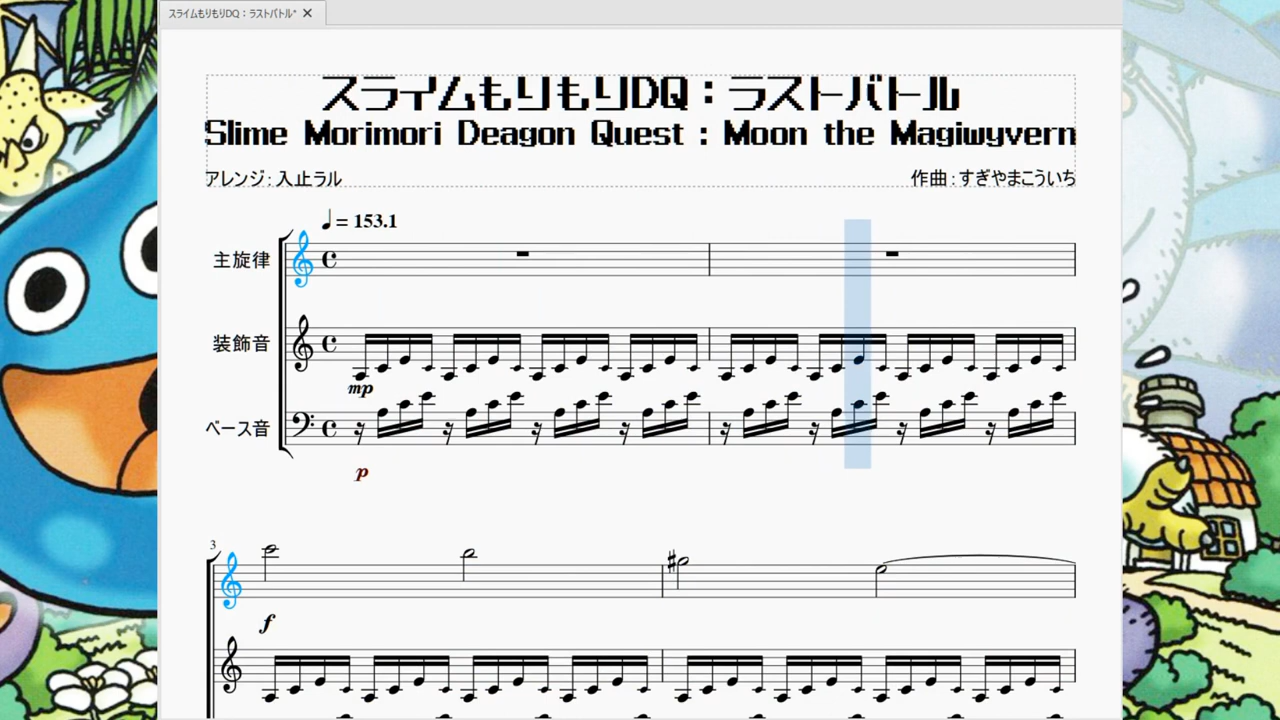 スライムもりもりDQ：ラストバトル*
スライムもりもりDQ：ラストバトル
Slime Morimori Deagon Quest : Moon the Magiwyvern
アレンジ：入止ラル
作曲：すぎやまこういち
= 153.1
主旋律
装飾音
mp
ベース音
p
3
f